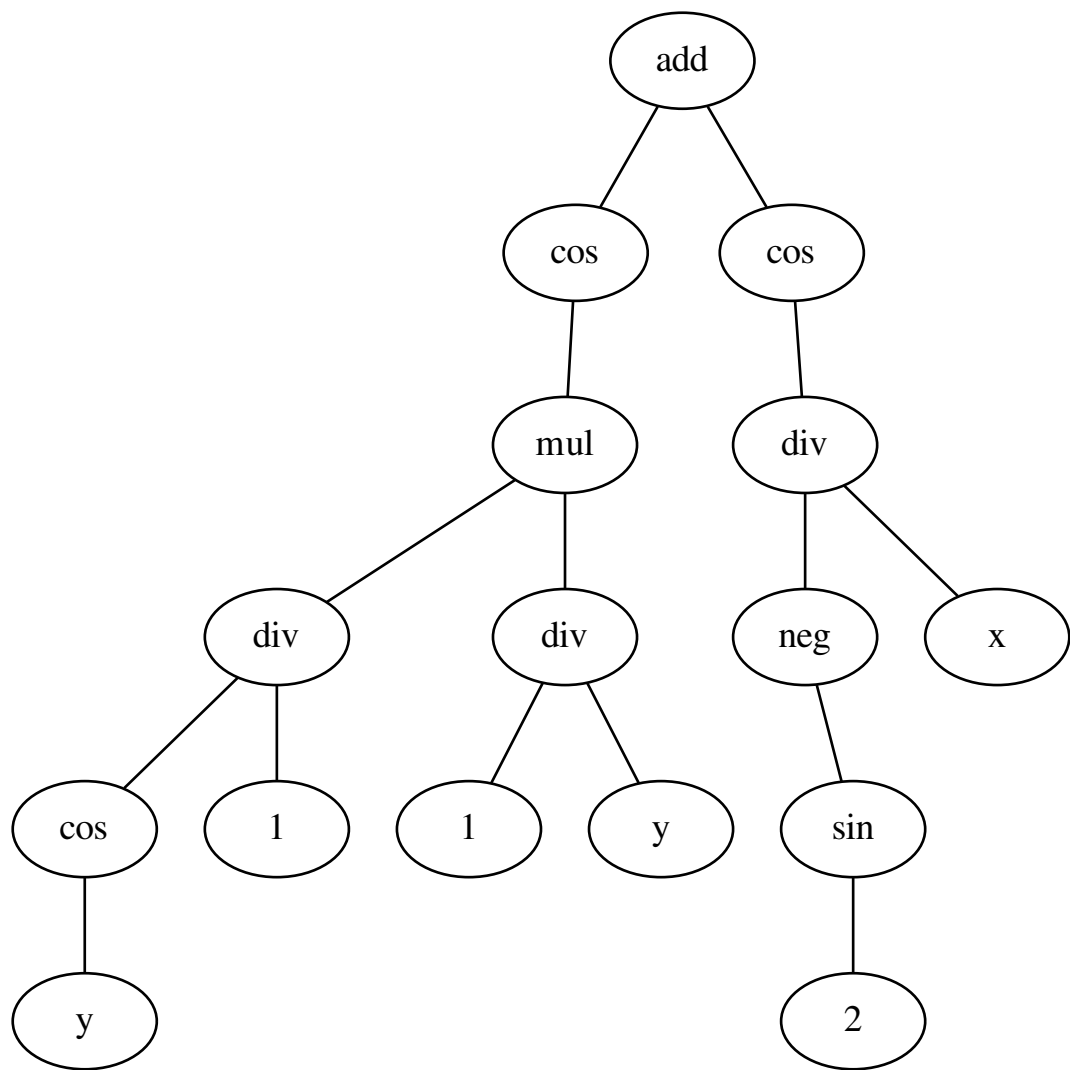 add
cos cos
mul div
div div neg x
cos 1 1 y sin
y 2